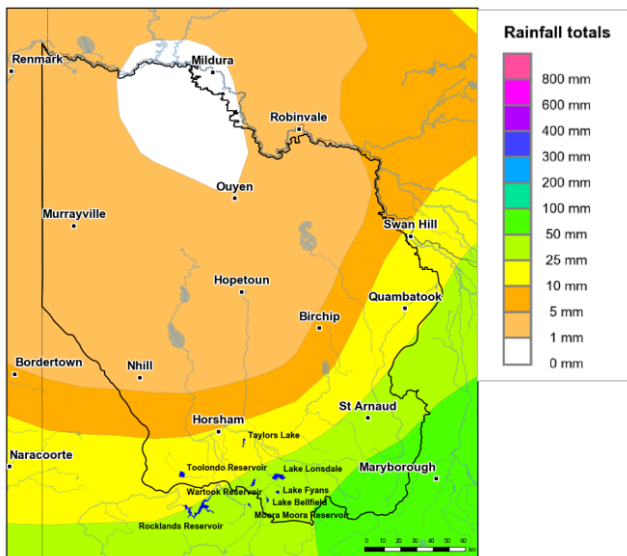 Renmark
Mildura
Robinvale
Ouyen
Murrayville
Swan Hill
Hopetoun
Quambatook
Birchip
Bordertown
Nhill
St Arnaud
Horsham
Taylors Lake
Naracoorte
Toolondo Reservoir
Lake Lonsdale
Maryborough
Wartook Reservoir
Lake Fyans
Lake Bellfield
Moora Moora Reservoir
Rocklands Reservoir
0 10 20 30 40 50 60
km
Rainfall totals
800 mm
600 mm
400 mm
300 mm
200 mm
100 mm
50 mm
25 mm
10 mm
5 mm
1 mm
0 mm